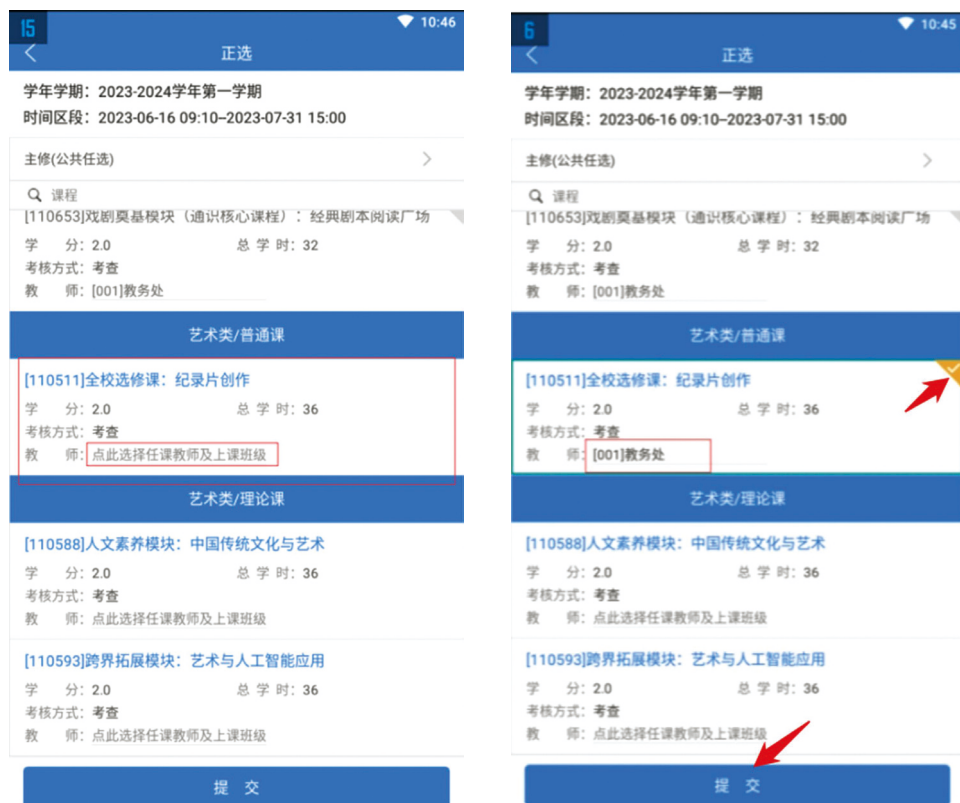 15
10:46
正选
学年学期：2023-2024学年第一学期
时间区段：2023-06-16 09:10–2023-07-31 15:00
主修(公共任选)
课程
[110653]戏剧奠基模块（通识核心课程）：经典剧本阅读广场
学 分：2.0 总 学 时：32
考核方式：考查
教 师：[001]教务处
艺术类/普通课
[110511]全校选修课：纪录片创作
学 分：2.0 总 学 时：36
考核方式：考查
教 师：点此选择任课教师及上课班级
艺术类/理论课
[110588]人文素养模块：中国传统文化与艺术
学 分：2.0 总 学 时：36
考核方式：考查
教 师：点此选择任课教师及上课班级
[110593]跨界拓展模块：艺术与人工智能应用
学 分：2.0 总 学 时：36
考核方式：考查
教 师：点此选择任课教师及上课班级
提 交
6
10:45
正选
学年学期：2023-2024学年第一学期
时间区段：2023-06-16 09:10–2023-07-31 15:00
主修(公共任选)
课程
[110653]戏剧奠基模块（通识核心课程）：经典剧本阅读广场
学 分：2.0 总 学 时：32
考核方式：考查
教 师：[001]教务处
艺术类/普通课
[110511]全校选修课：纪录片创作
学 分：2.0 总 学 时：36
考核方式：考查
教 师：[001]教务处
艺术类/理论课
[110588]人文素养模块：中国传统文化与艺术
学 分：2.0 总 学 时：36
考核方式：考查
教 师：点此选择任课教师及上课班级
[110593]跨界拓展模块：艺术与人工智能应用
学 分：2.0 总 学 时：36
考核方式：考查
教 师：点此选择任课教师及上课班级
提 交